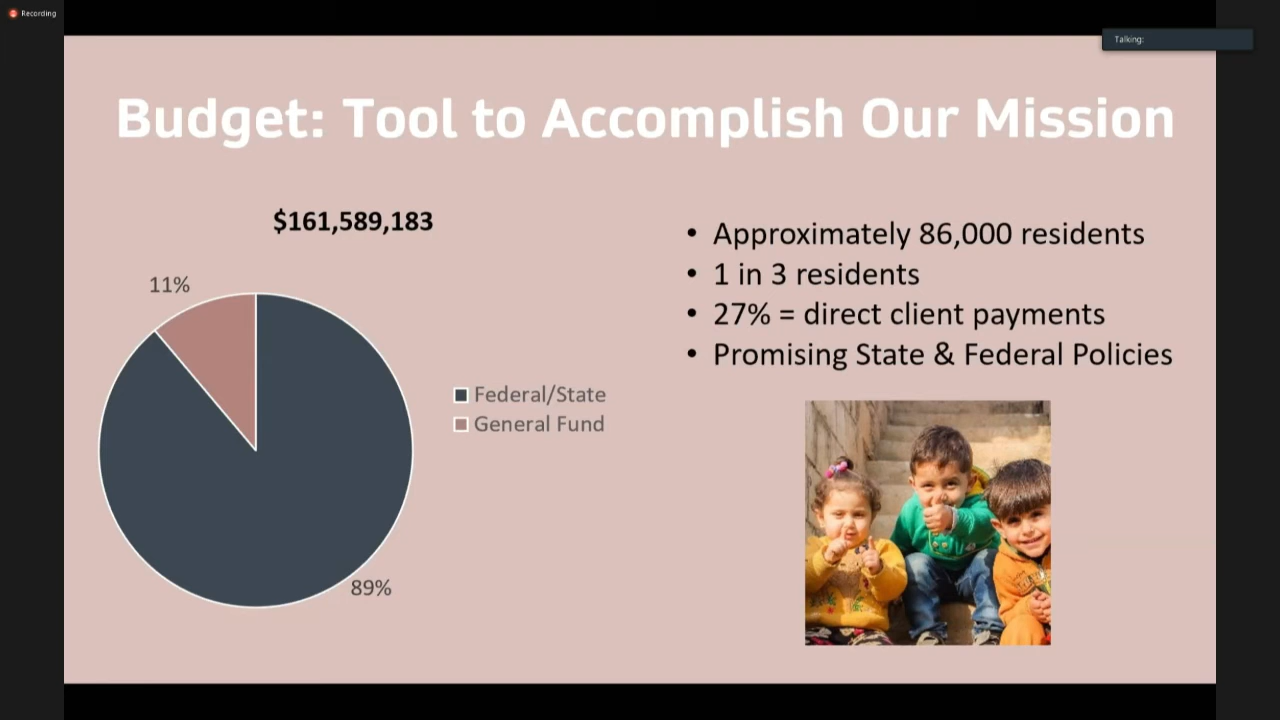 Recording
Talking:
Budget: Tool to Accomplish Our Mission
$161,589,183
11%
89%
Federal/State
General Fund
• Approximately 86,000 residents
• 1 in 3 residents
• 27% = direct client payments
• Promising State & Federal Policies